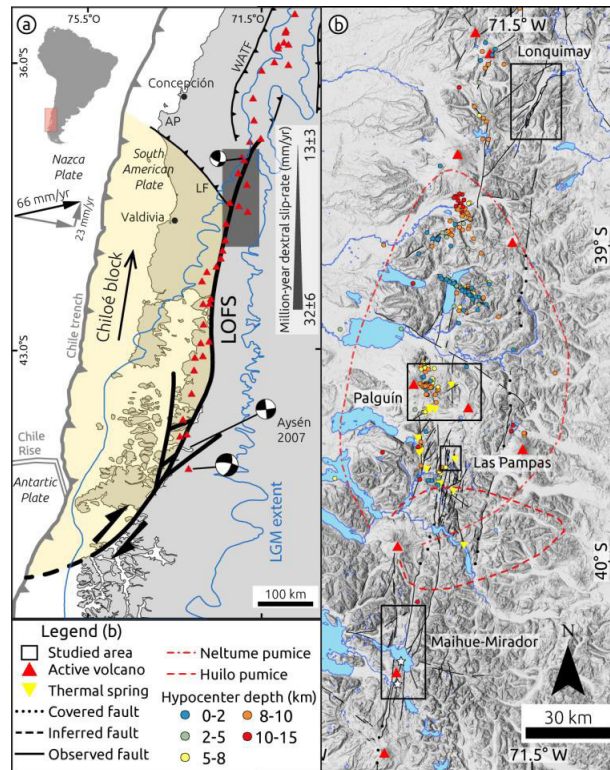 75.5°O
71.5°O
a
36.0°S
WATF
Concepción
AP
13±3
Nazca
Plate
South
American
Plate
LF
66 mm/yr
23 mm/yr
Valdivia
Million-year dextral slip-rate (mm/yr)
Chiloé block
Chile trench
32±6
LOFS
43.0°S
Chile
Rise
Aysén
2007
Antartic
Plate
LGM extent
100 km
b
71.5° W
Lonquimay
39° S
Palguín
Las Pampas
40° S
Maihue-Mirador
N
30 km
71.5° W
Legend (b)
Studied area
Active volcano
Thermal spring
Covered fault
Inferred fault
Observed fault
Neltume pumice
Huilo pumice
Hypocenter depth (km)
0-2
2-5
5-8
8-10
10-15